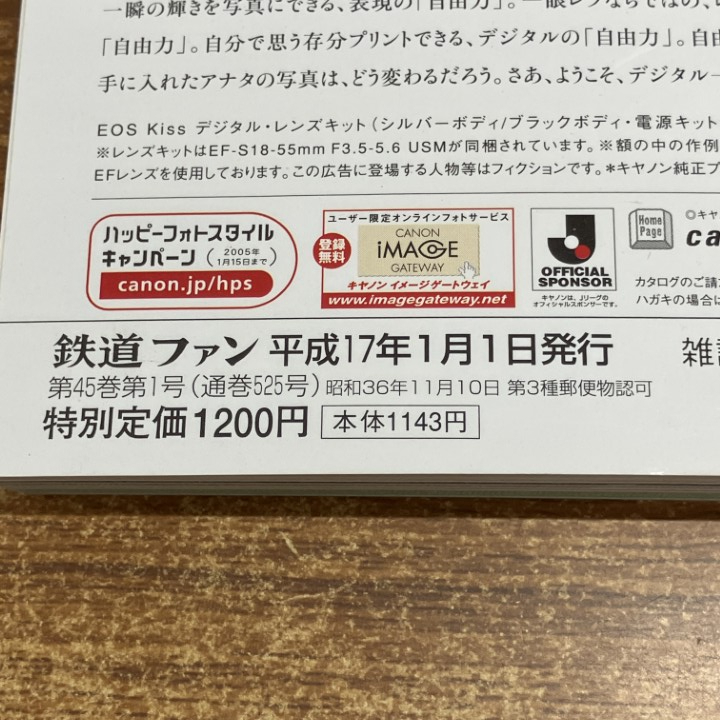 一瞬の輝きを写真にできる、表現の「自由力」。一眼レフならではの、
「自由力」。自分で思う存分プリントできる、デジタルの「自由力」。自由
手に入れたアナタの写真は、どう変わるだろう。さあ、ようこそ、デジタル一
EOS Kiss デジタル・レンズキット（シルバーボディ/ブラックボディ・電源キット
※レンズキットはEF-S18-55mm F3.5-5.6 USMが同梱されています。※額の中の作例
EFレンズを使用しております。この広告に登場する人物等はフィクションです。*キヤノン純正プ
ハッピーフォトスタイル
キャンペーン（2005年1月15日まで）
canon.jp/hps
ユーザー限定オンラインフォトサービス
登録無料
CANON
iMAGE
GATEWAY
キヤノン イメージゲートウェイ
www.imagegateway.net
J
OFFICIAL
SPONSOR
キヤノンは、Jリーグの
オフィシャルスポンサーです。
Home
Page
◎キヤ
ca
カタログのご請
ハガキの場合は
鉄道ファン 平成17年1月1日発行
雑
第45巻第1号（通巻525号）昭和36年11月10日 第3種郵便物認可
特別定価1200円 本体1143円